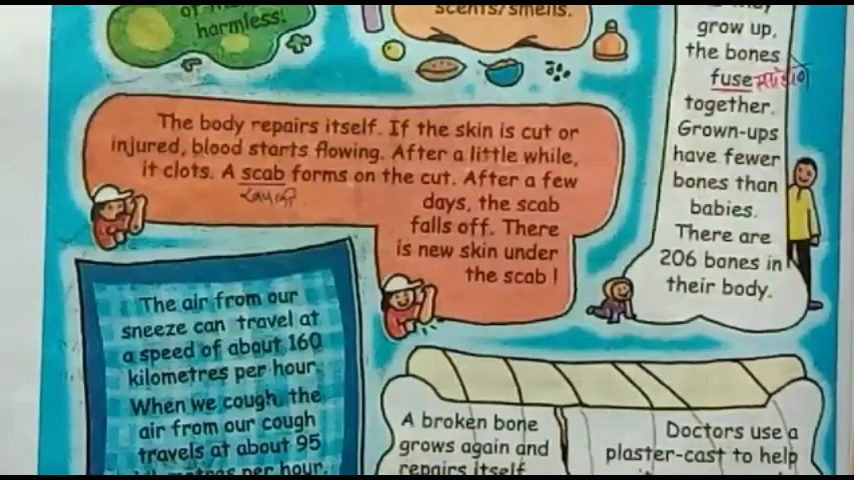 harmless!
scents/smells.
grow up,
the bones
fuse
together.
Grown-ups
have fewer
bones than
babies.
There are
206 bones in
their body.
The body repairs itself. If the skin is cut or
injured, blood starts flowing. After a little while,
it clots. A scab forms on the cut. After a few
days, the scab
falls off. There
is new skin under
the scab!
The air from our
sneeze can travel at
a speed of about 160
kilometres per hour.
When we cough, the
air from our cough
travels at about 95
per hour.
A broken bone
grows again and
repairs itself.
Doctors use a
plaster-cast to help